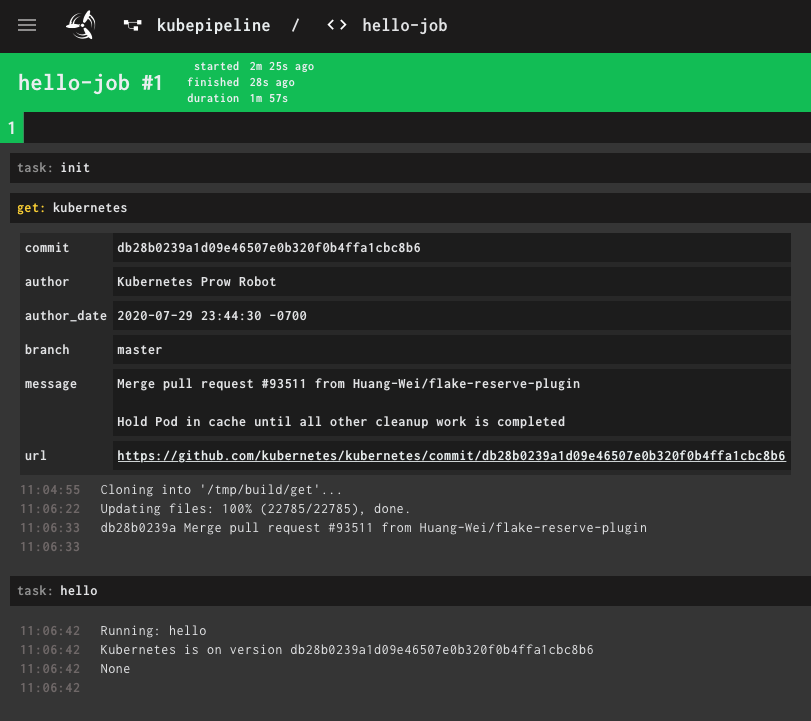 kubepipeline / <> hello-job
hello-job #1
started 2m 25s ago
finished 28s ago
duration 1m 57s
1
task: init
get: kubernetes
commit db28b0239a1d09e46507e0b320f0b4ffa1cbc8b6
author Kubernetes Prow Robot
author_date 2020-07-29 23:44:30 -0700
branch master
message Merge pull request #93511 from Huang-Wei/flake-reserve-plugin
Hold Pod in cache until all other cleanup work is completed
url https://github.com/kubernetes/kubernetes/commit/db28b0239a1d09e46507e0b320f0b4ffa1cbc8b6
11:04:55 Cloning into '/tmp/build/get'...
11:06:22 Updating files: 100% (22785/22785), done.
11:06:33 db28b0239a Merge pull request #93511 from Huang-Wei/flake-reserve-plugin
11:06:33
task: hello
11:06:42 Running: hello
11:06:42 Kubernetes is on version db28b0239a1d09e46507e0b320f0b4ffa1cbc8b6
11:06:42 None
11:06:42